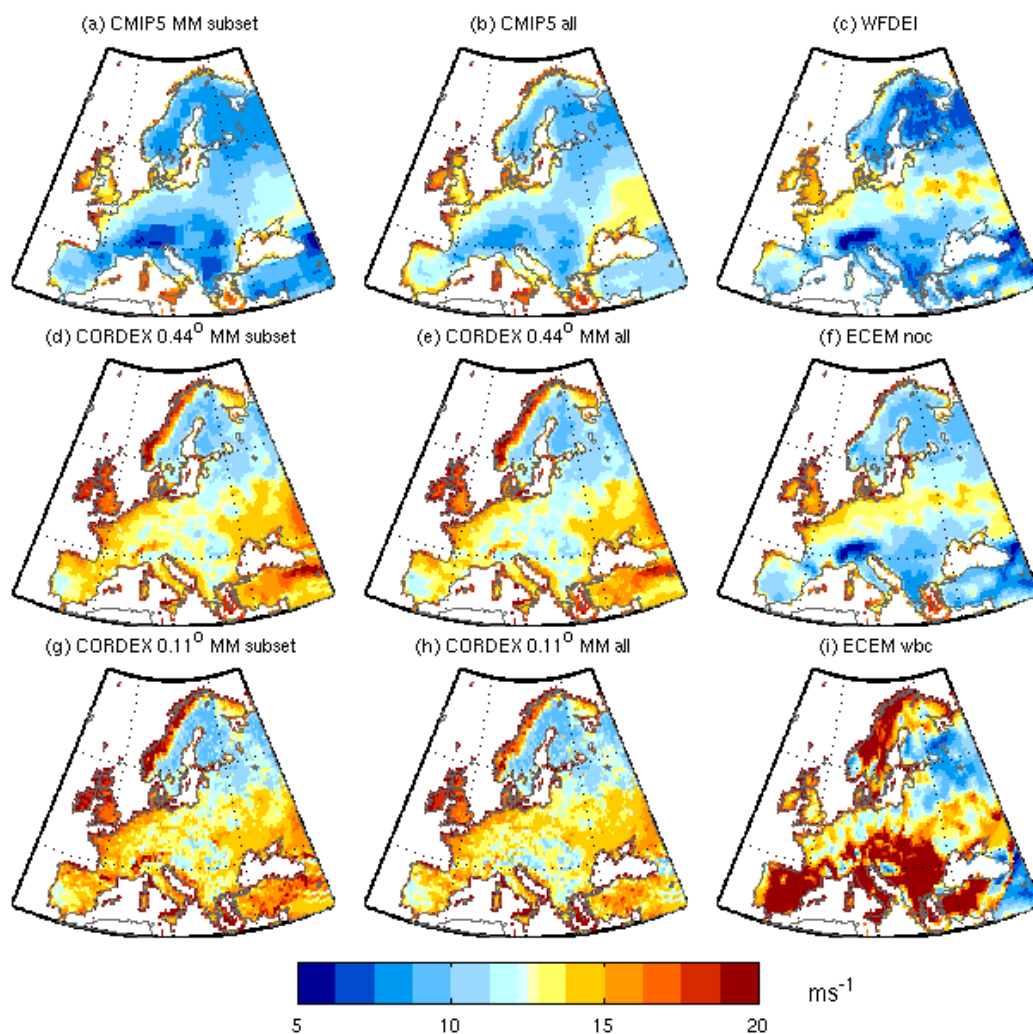 (a) CMIP5 MM subset
(b) CMIP5 all
(c) WFDEI
(d) CORDEX 0.44° MM subset
(e) CORDEX 0.44° MM all
(f) ECEM noc
(g) CORDEX 0.11° MM subset
(h) CORDEX 0.11° MM all
(i) ECEM wbc
ms⁻¹
5 10 15 20